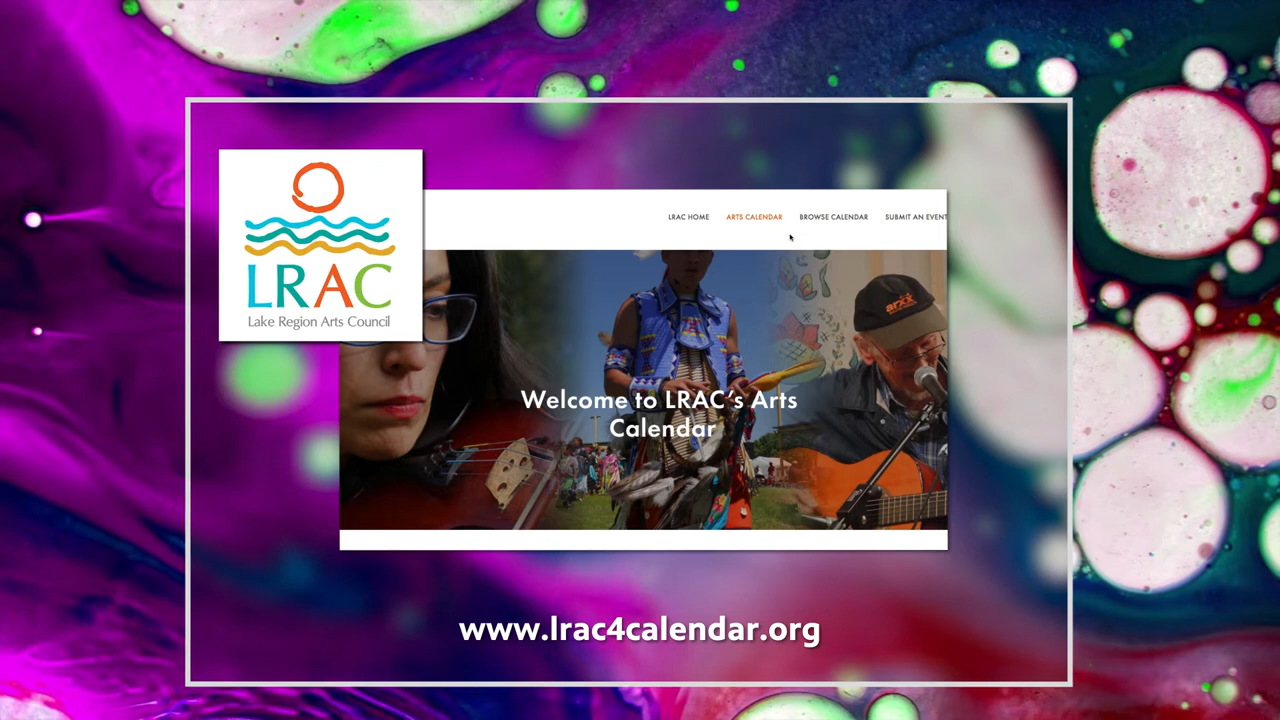 LRAC
Lake Region Arts Council
LRAC HOME ARTS CALENDAR BROWSE CALENDAR SUBMIT AN EVENT
arxx
Welcome to LRAC's Arts
Calendar
www.lrac4calendar.org